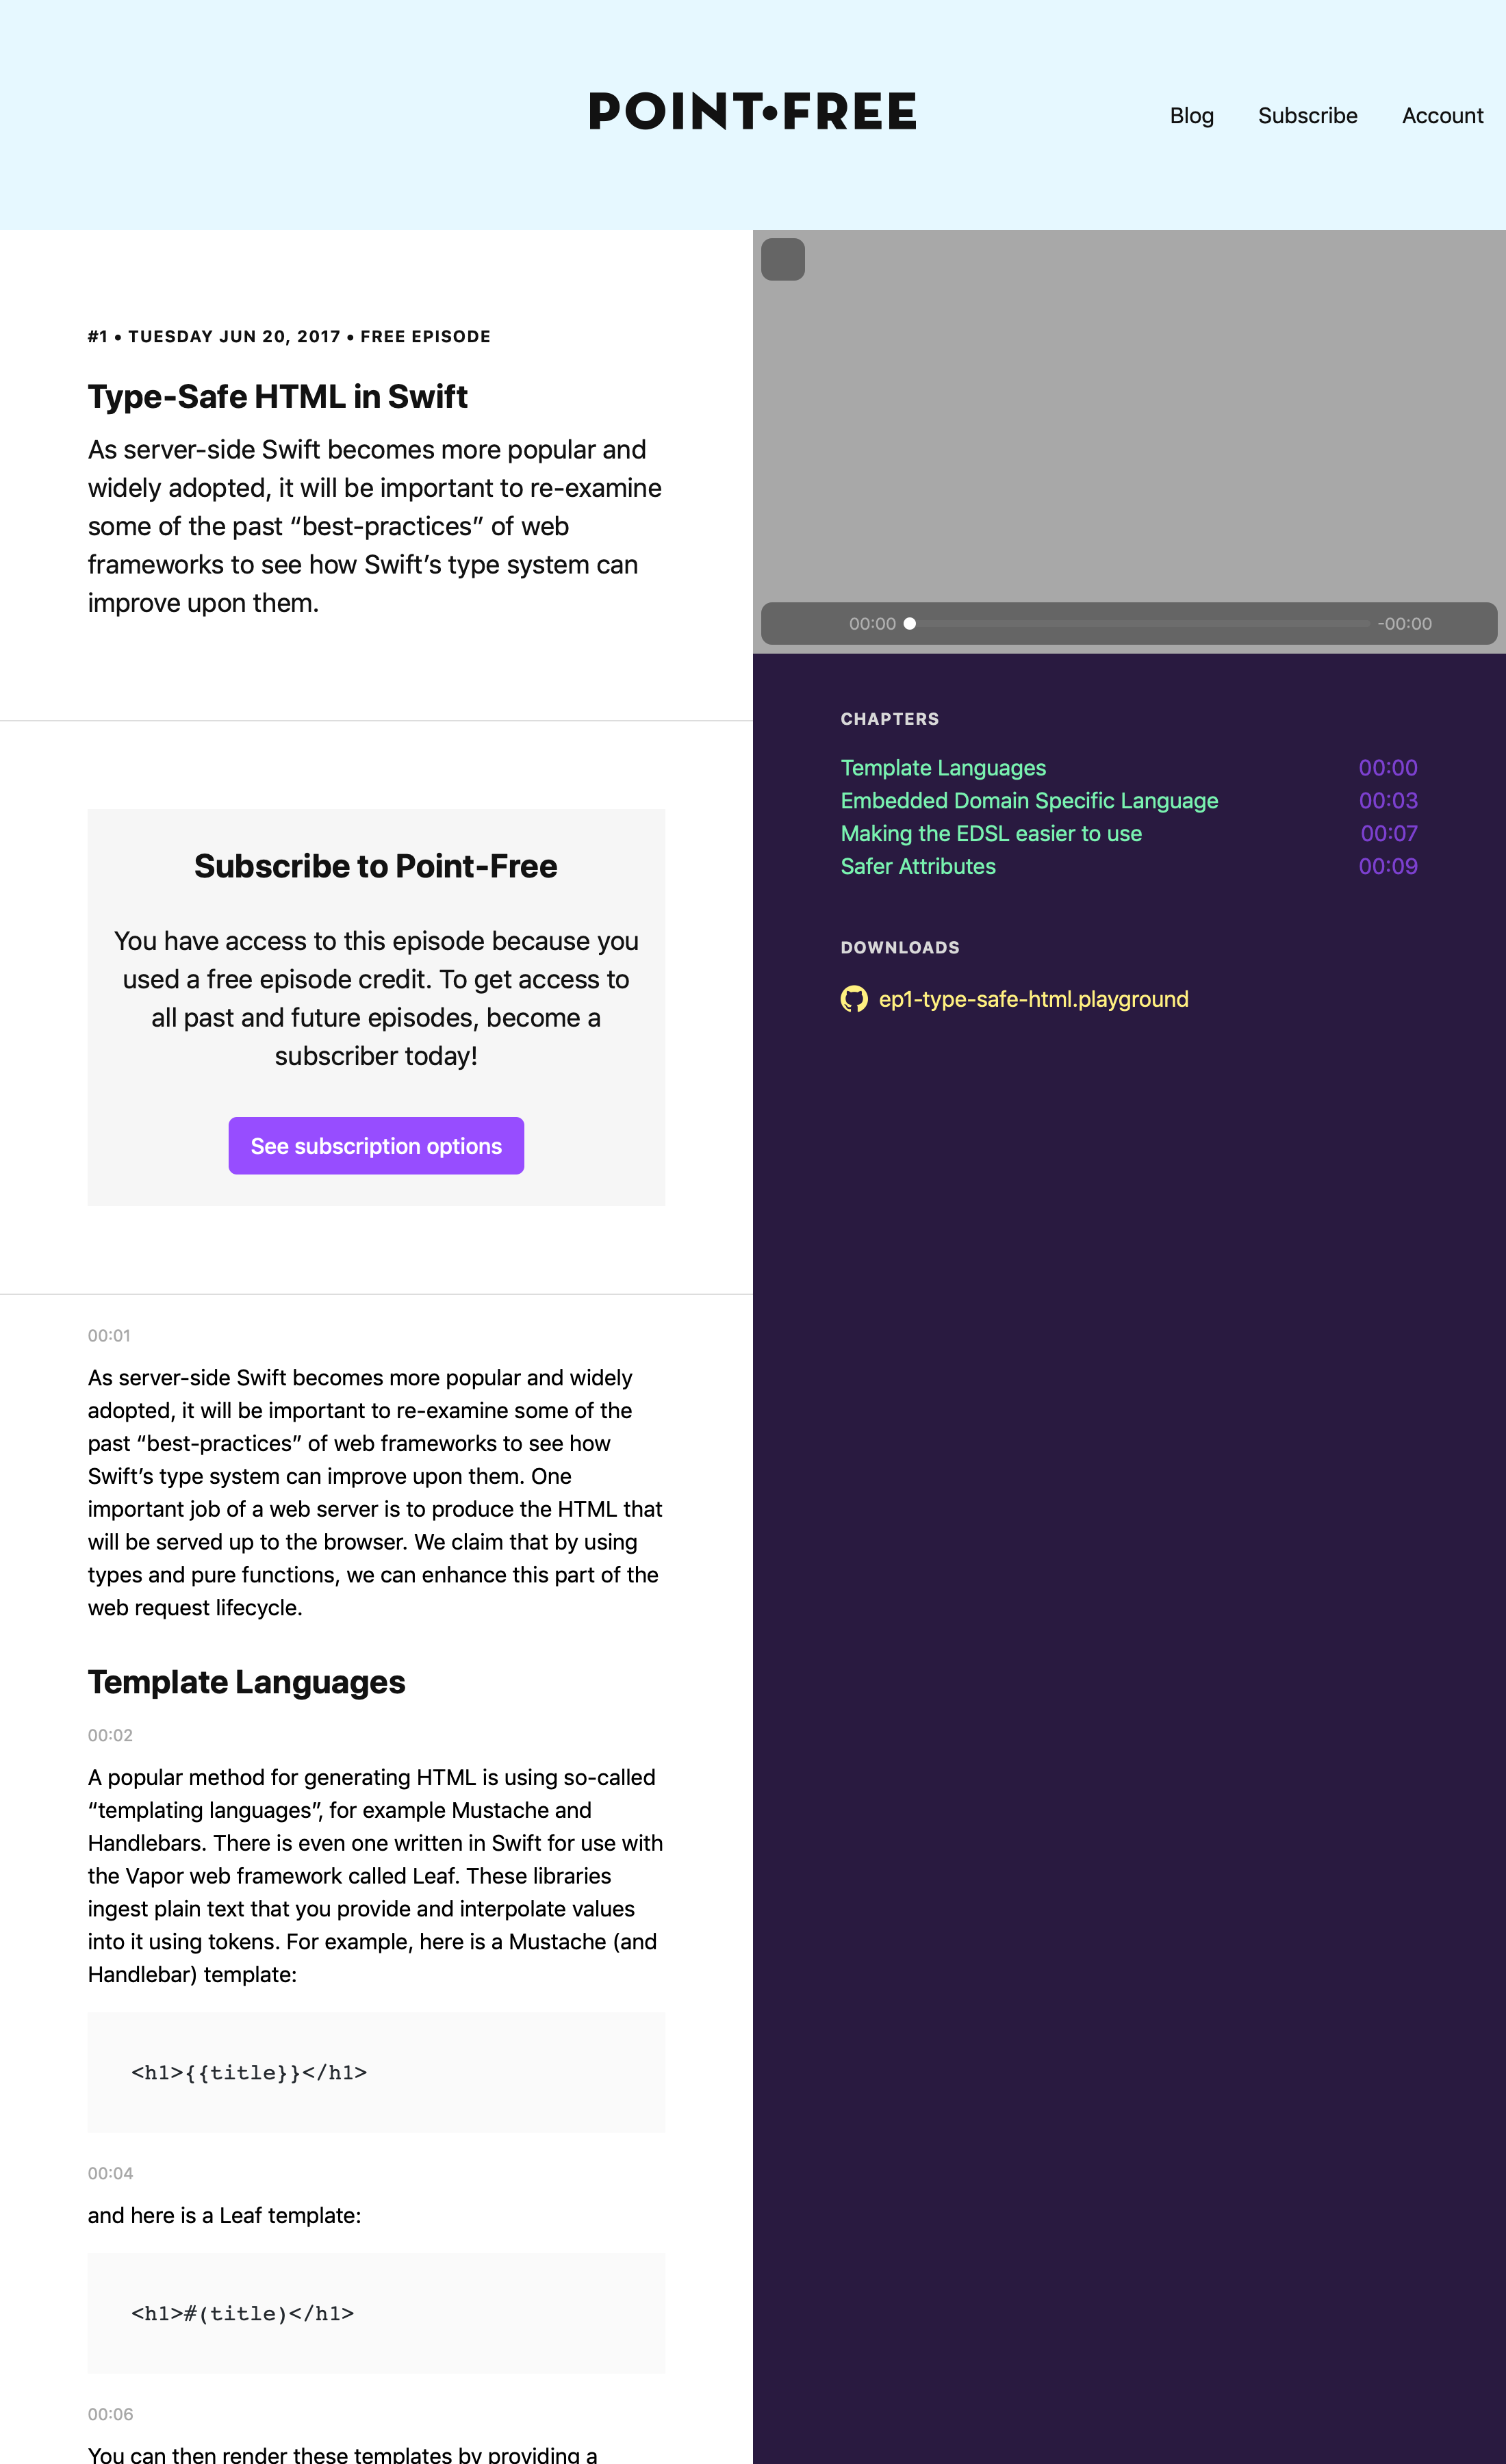 POINT•FREE
Blog
Subscribe
Account
#1 • TUESDAY JUN 20, 2017 • FREE EPISODE
Type-Safe HTML in Swift
As server-side Swift becomes more popular and
widely adopted, it will be important to re-examine
some of the past “best-practices” of web
frameworks to see how Swift’s type system can
improve upon them.
Subscribe to Point-Free
You have access to this episode because you
used a free episode credit. To get access to
all past and future episodes, become a
subscriber today!
See subscription options
00:01
As server-side Swift becomes more popular and widely
adopted, it will be important to re-examine some of the
past “best-practices” of web frameworks to see how
Swift’s type system can improve upon them. One
important job of a web server is to produce the HTML that
will be served up to the browser. We claim that by using
types and pure functions, we can enhance this part of the
web request lifecycle.
Template Languages
00:02
A popular method for generating HTML is using so-called
“templating languages”, for example Mustache and
Handlebars. There is even one written in Swift for use with
the Vapor web framework called Leaf. These libraries
ingest plain text that you provide and interpolate values
into it using tokens. For example, here is a Mustache (and
Handlebar) template:
<h1>{{title}}</h1>
00:04
and here is a Leaf template:
<h1>#(title)</h1>
00:06
You can then render these templates by providing a
00:00
-00:00
CHAPTERS
Template Languages 00:00
Embedded Domain Specific Language 00:03
Making the EDSL easier to use 00:07
Safer Attributes 00:09
DOWNLOADS
ep1-type-safe-html.playground